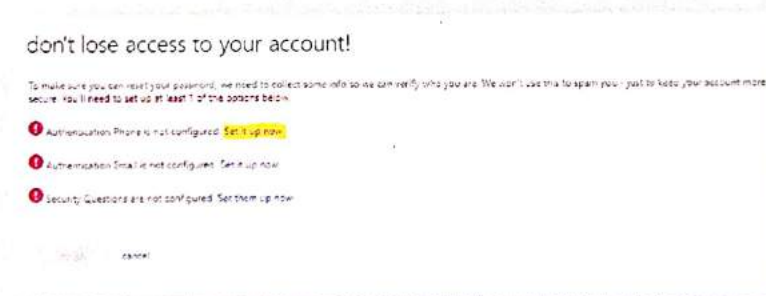 don't lose access to your account!
To make sure you can reset your password, we need to collect some info so we can verify who you are. We won't use this to spam you - just to keep your account more
secure. You'll need to set up at least 1 of the options below.
Authentication Phone is not configured. Set it up now
Authentication Email is not configured. Set it up now
Security Questions are not configured. Set them up now
cancel